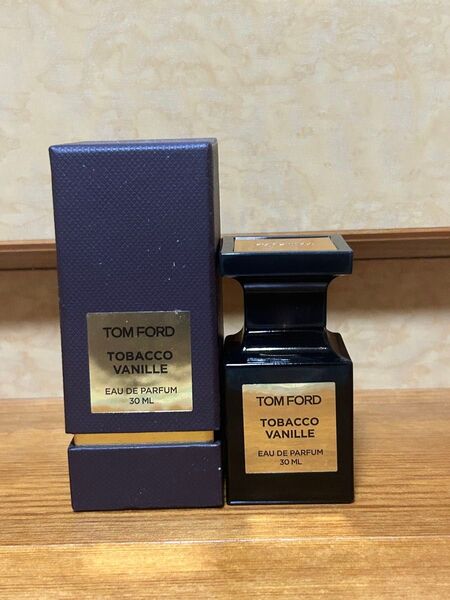 TOM FORD
TOBACCO
VANILLE
EAU DE PARFUM
30 ML
TOM FORD
TOBACCO
VANILLE
EAU DE PARFUM
30 ML